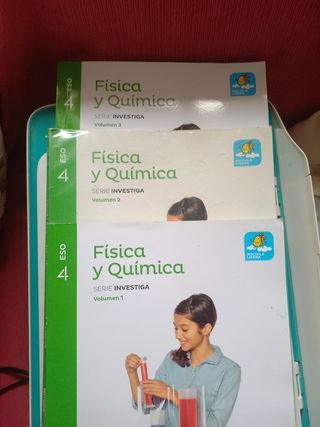 ESO
4
Física
y Química
SERIE INVESTIGA
Volumen 3
ESO
4
Física
y Química
SERIE INVESTIGA
Volumen 2
ESO
4
Física
y Química
SERIE INVESTIGA
Volumen 1